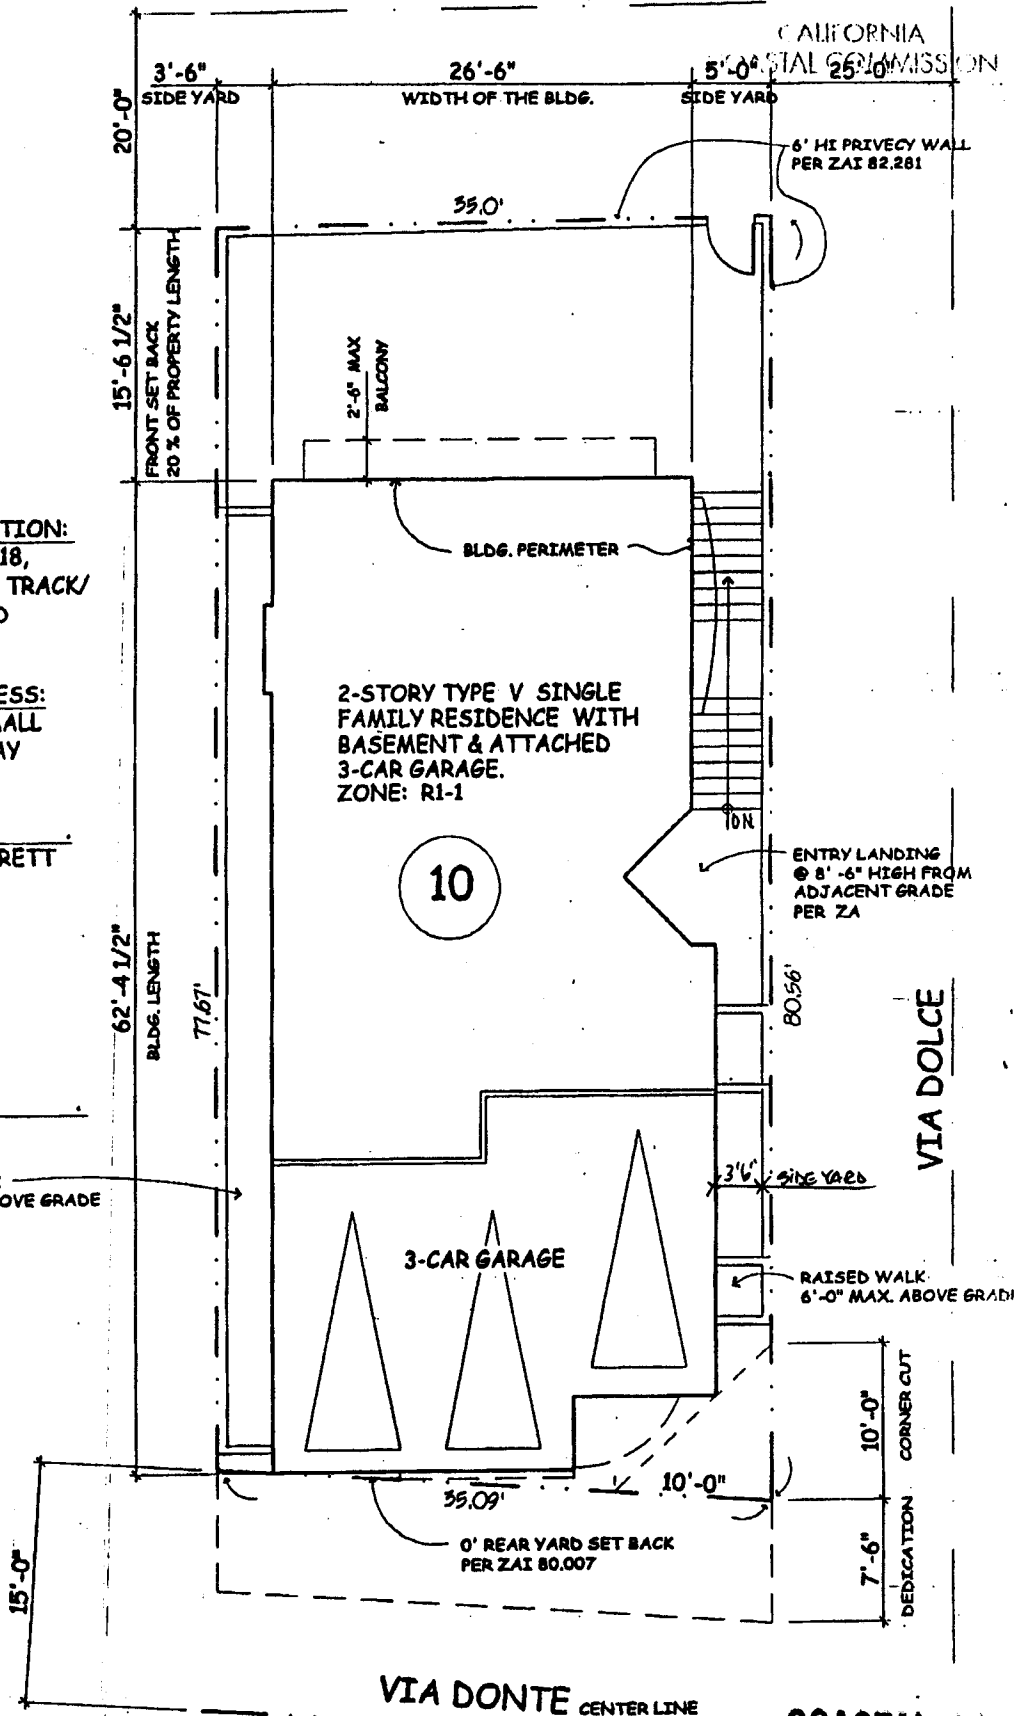 CALIFORNIA
COASTAL COMMISSION
3'-6"
26'-6"
5'-0"
25'-0"
SIDE YARD
WIDTH OF THE BLDG.
SIDE YARD
20'-0"
6' HI PRIVECY WALL
PER ZAI 82.281
35.0'
15'-6 1/2"
FRONT SET BACK
20 % OF PROPERTY LENGTH
2'-6" MAX
BALCONY
TION:
18,
TRACK/
BLDG. PERIMETER
ESS:
MALL
AY
2-STORY TYPE V SINGLE
FAMILY RESIDENCE WITH
BASEMENT & ATTACHED
3-CAR GARAGE.
ZONE: R1-1
DN
RETT
10
ENTRY LANDING
@ 8'-6" HIGH FROM
ADJACENT GRADE
PER ZA
62'-4 1/2"
BLDG. LENGTH
77.67'
80.56'
VIA DOLCE
OVE GRADE
3'6"
SIDE YARD
3-CAR GARAGE
RAISED WALK
6'-0" MAX. ABOVE GRADE
10'-0"
CORNER CUT
10'-0"
35.09'
0' REAR YARD SET BACK
PER ZAI 80.007
7'-6"
DEDICATION
15'-0"
VIA DONTE CENTER LINE